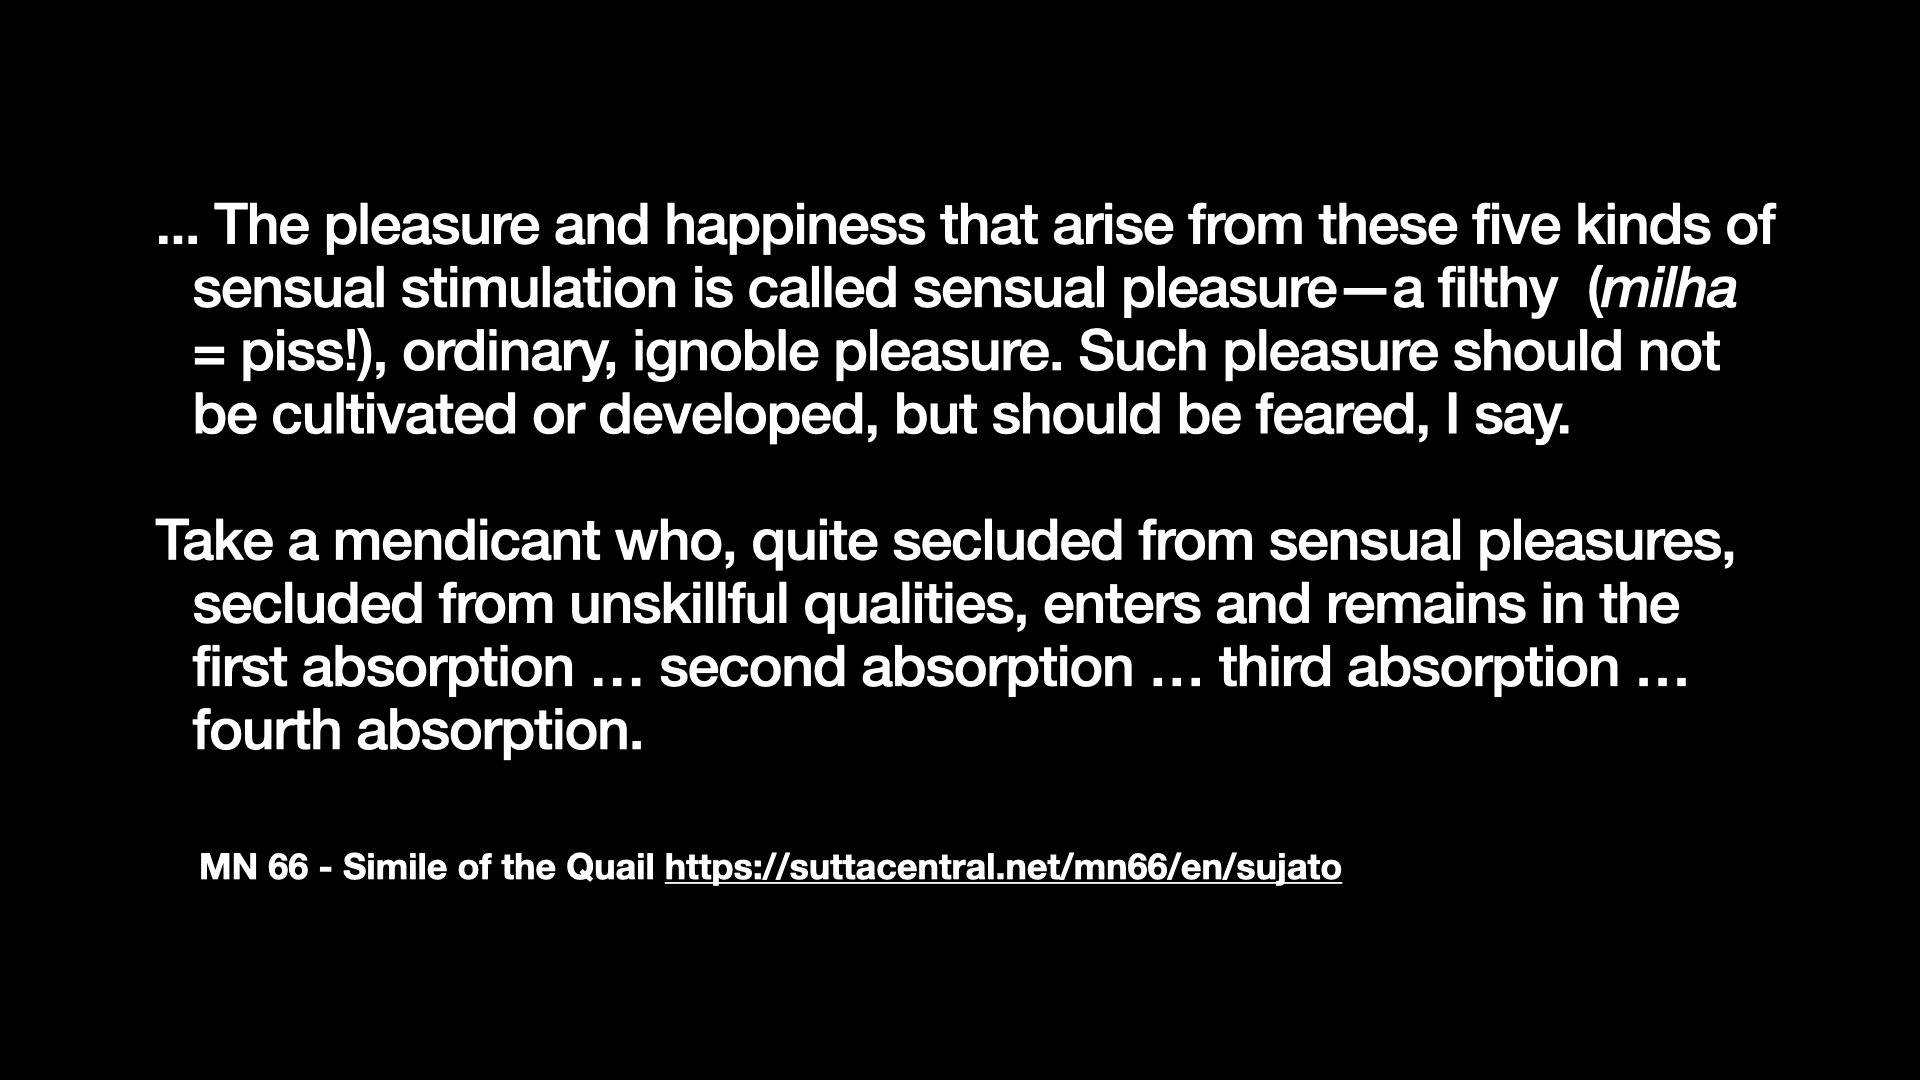 ... The pleasure and happiness that arise from these five kinds of
sensual stimulation is called sensual pleasure—a filthy  (milha
= piss!), ordinary, ignoble pleasure. Such pleasure should not
be cultivated or developed, but should be feared, I say.
Take a mendicant who, quite secluded from sensual pleasures,
secluded from unskillful qualities, enters and remains in the
first absorption … second absorption … third absorption …
fourth absorption.
MN 66 - Simile of the Quail https://suttacentral.net/mn66/en/sujato